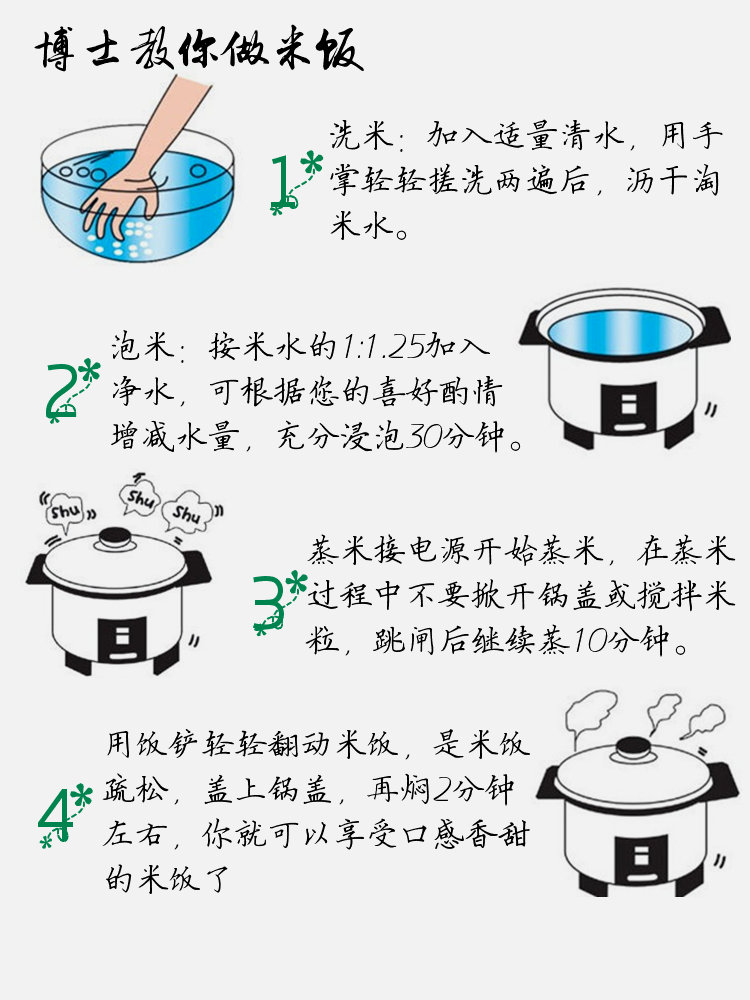 博士教你做米饭
1
洗米：加入适量清水，用手
掌轻轻搓洗两遍后，沥干淘
米水。
2
泡米：按米水的1:1.25加入
净水，可根据您的喜好酌情
增减水量，充分浸泡30分钟。
shu
shu
shu
3
蒸米接电源开始蒸米，在蒸米
过程中不要掀开锅盖或搅拌米
粒，跳闸后继续蒸10分钟。
4
用饭铲轻轻翻动米饭，是米饭
疏松，盖上锅盖，再焖2分钟
左右，你就可以享受口感香甜
的米饭了